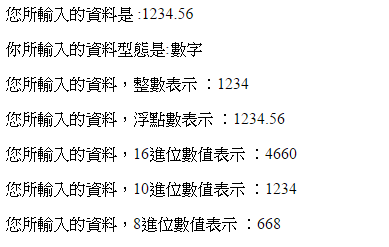 您所輸入的資料是 :1234.56
你所輸入的資料型態是:數字
您所輸入的資料，整數表示 ：1234
您所輸入的資料，浮點數表示 ：1234.56
您所輸入的資料，16進位數值表示 ：4660
您所輸入的資料，10進位數值表示 ：1234
您所輸入的資料，8進位數值表示 ：668